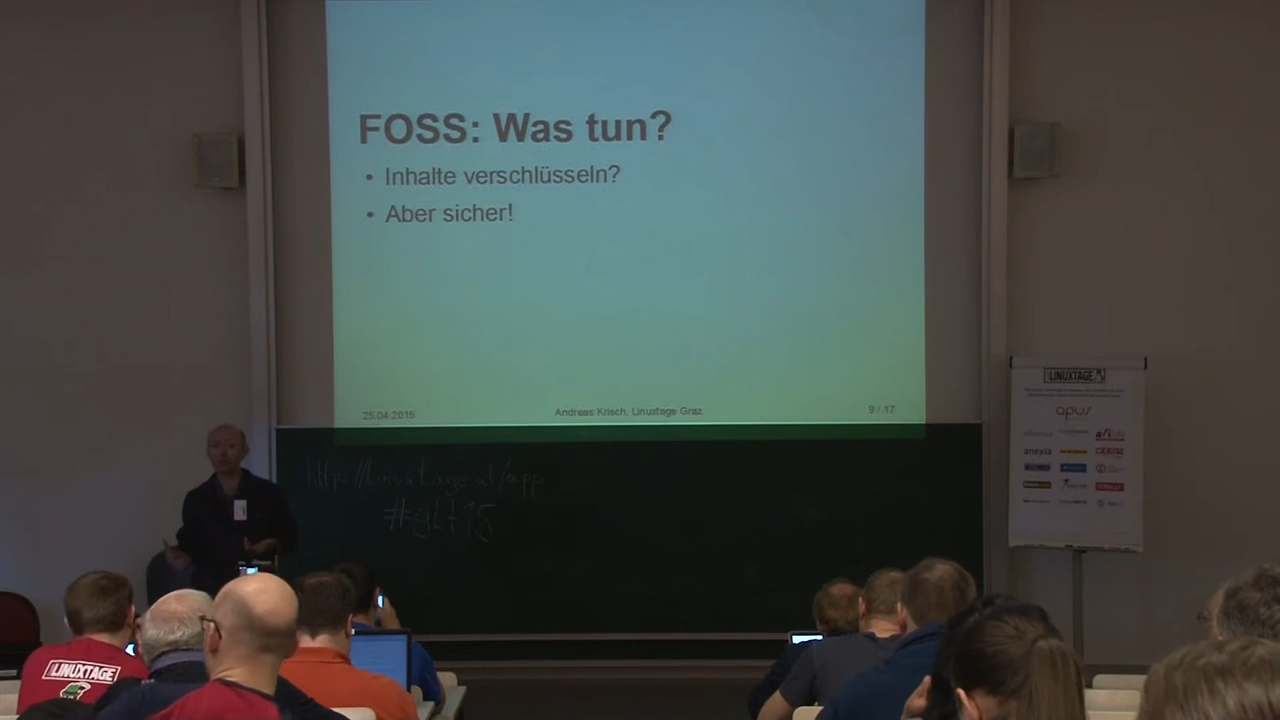 FOSS: Was tun?
• Inhalte verschlüsseln?
• Aber sicher!
25.04.2015
Andreas Krisch, Linuxtage Graz
9 / 17
http://linuxtage.at/app
#glt15
LINUXTAGE
apus
anexia
LINUXTAGE